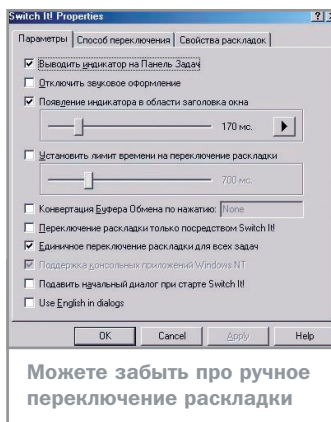 Switch It! Properties
Параметры Способ переключения Свойства раскладок
Выводить индикатор на Панель Задач
Отключить звуковое оформление
Появление индикатора в области заголовка окна
170 мс.
Установить лимит времени на переключение раскладки
700 мс.
Конвертация Буфера Обмена по нажатию: None
Переключение раскладки только посредством Switch It!
Единичное переключение раскладки для всех задач
Поддержка консольных приложений Windows NT
Подавить начальный диалог при старте Switch It!
Use English in dialogs
OK Cancel Apply Help
Можете забыть про ручное
переключение раскладки